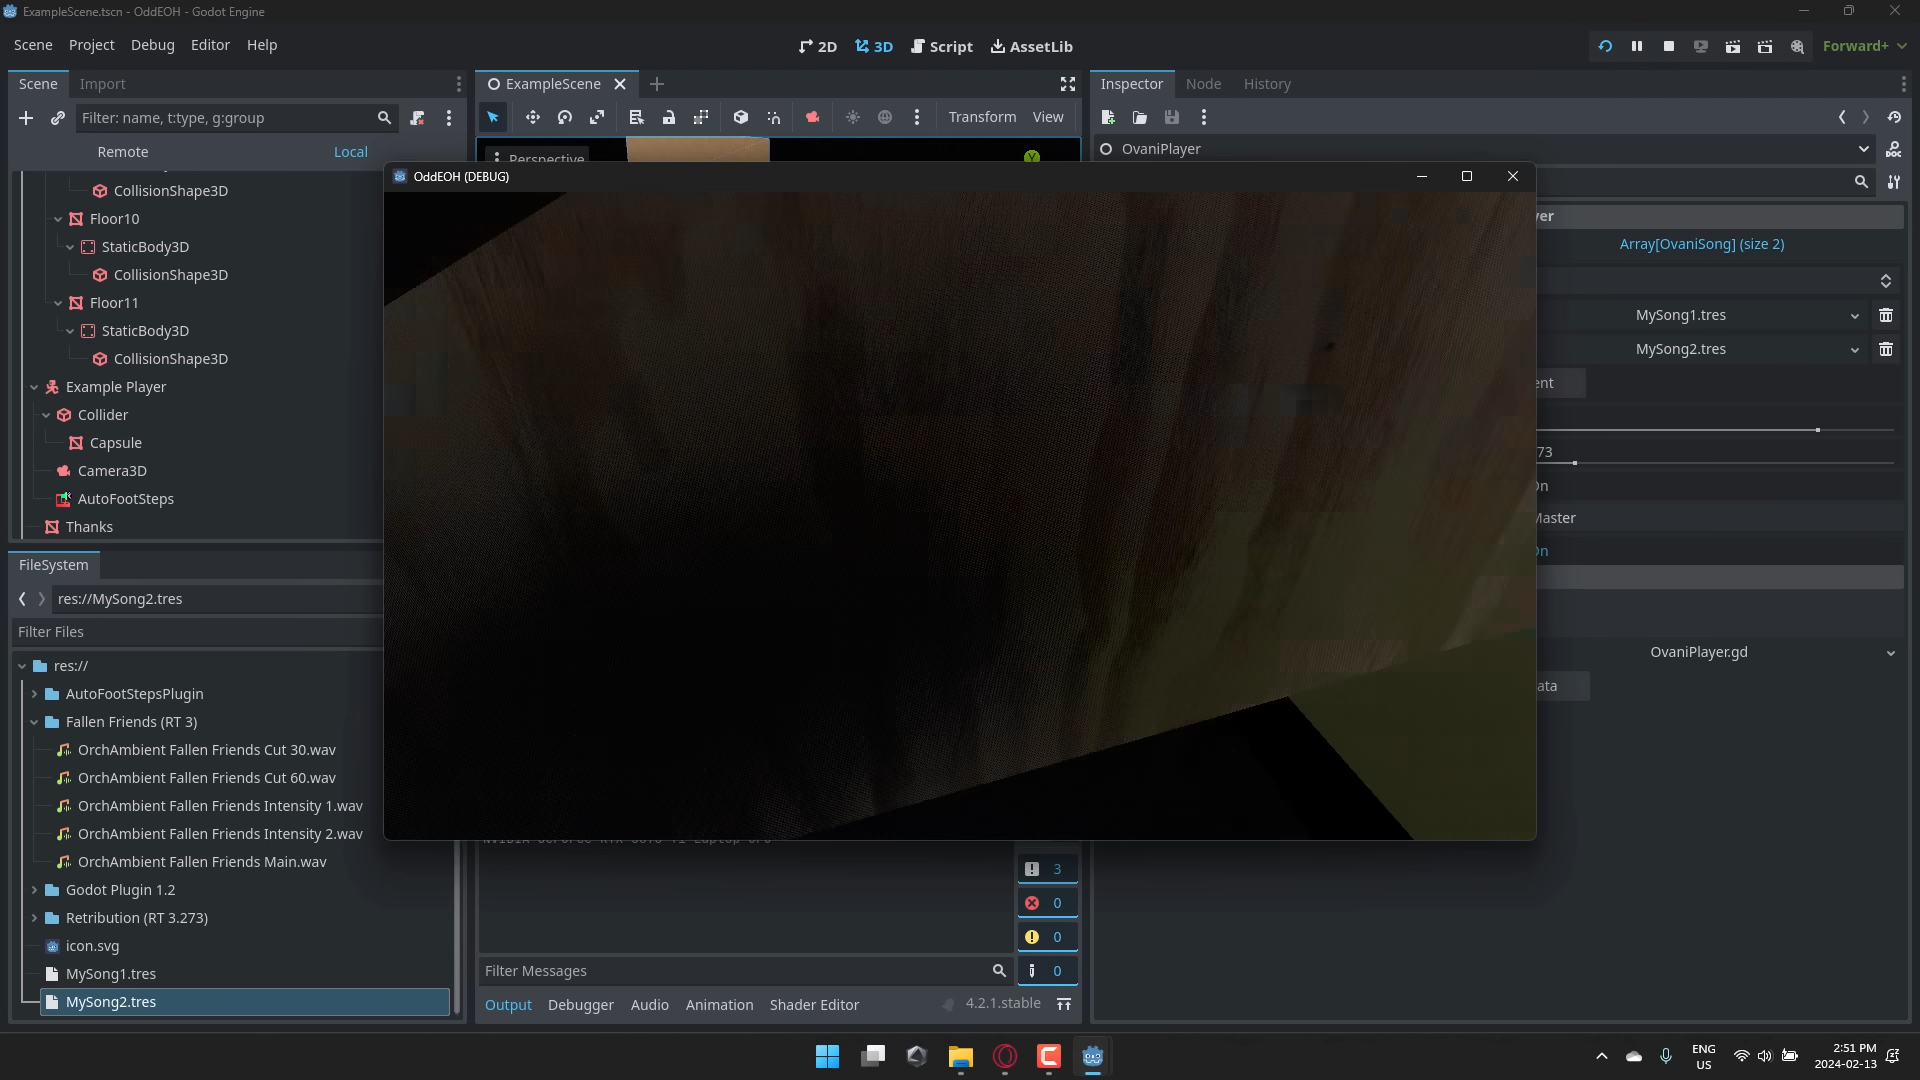 ExampleScene.tscn - OddEOH - Godot Engine
Scene Project Debug Editor Help
2D 3D Script AssetLib
Forward+
Scene Import
ExampleScene
Inspector Node History
Filter: name, t:type, g:group
Transform View
Remote Local
Perspective
Y
OvaniPlayer
OddEOH (DEBUG)
CollisionShape3D
Floor10
StaticBody3D
CollisionShape3D
Floor11
StaticBody3D
CollisionShape3D
Example Player
Collider
Capsule
Camera3D
AutoFootSteps
Thanks
yer
Array[OvaniSong] (size 2)
MySong1.tres
MySong2.tres
ent
73
On
Master
On
OvaniPlayer.gd
ata
FileSystem
res://MySong2.tres
Filter Files
res://
AutoFootStepsPlugin
Fallen Friends (RT 3)
OrchAmbient Fallen Friends Cut 30.wav
OrchAmbient Fallen Friends Cut 60.wav
OrchAmbient Fallen Friends Intensity 1.wav
OrchAmbient Fallen Friends Intensity 2.wav
OrchAmbient Fallen Friends Main.wav
Godot Plugin 1.2
Retribution (RT 3.273)
icon.svg
MySong1.tres
MySong2.tres
3
0
0
0
Filter Messages
Output Debugger Audio Animation Shader Editor
4.2.1.stable
ENG
US
2:51 PM
2024-02-13